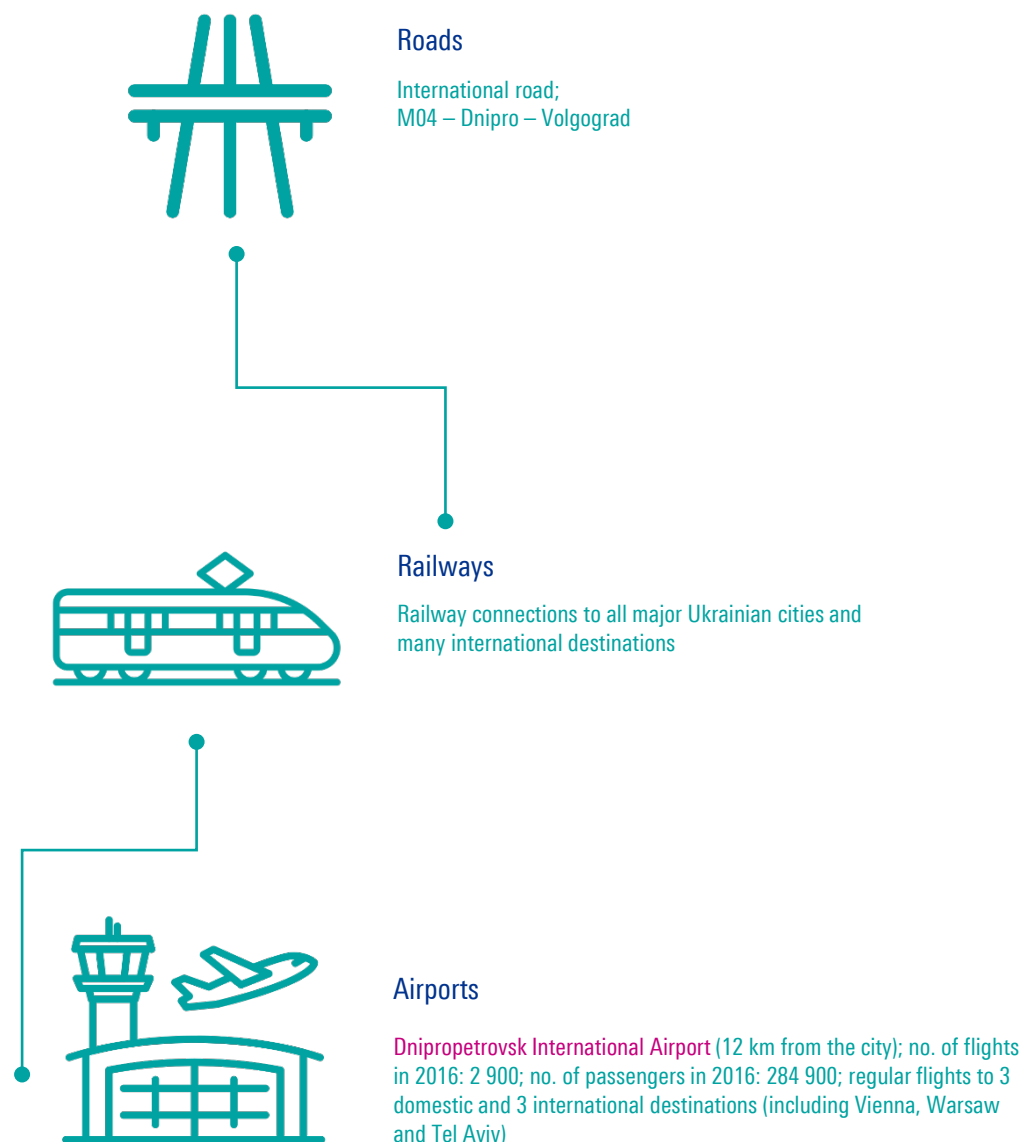 Roads
International road;
M04 – Dnipro – Volgograd
Railways
Railway connections to all major Ukrainian cities and
many international destinations
Airports
Dnipropetrovsk International Airport (12 km from the city); no. of flights
in 2016: 2 900; no. of passengers in 2016: 284 900; regular flights to 3
domestic and 3 international destinations (including Vienna, Warsaw
and Tel Aviv)